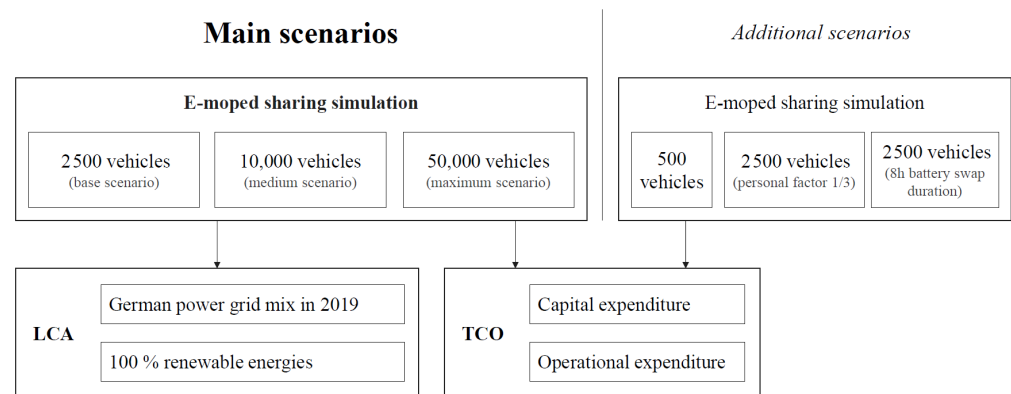 Main scenarios
Additional scenarios
E-moped sharing simulation
2500 vehicles
(base scenario)
10,000 vehicles
(medium scenario)
50,000 vehicles
(maximum scenario)
E-moped sharing simulation
500
vehicles
2500 vehicles
(personal factor 1/3)
2500 vehicles
(8h battery swap
duration)
LCA
German power grid mix in 2019
100 % renewable energies
TCO
Capital expenditure
Operational expenditure